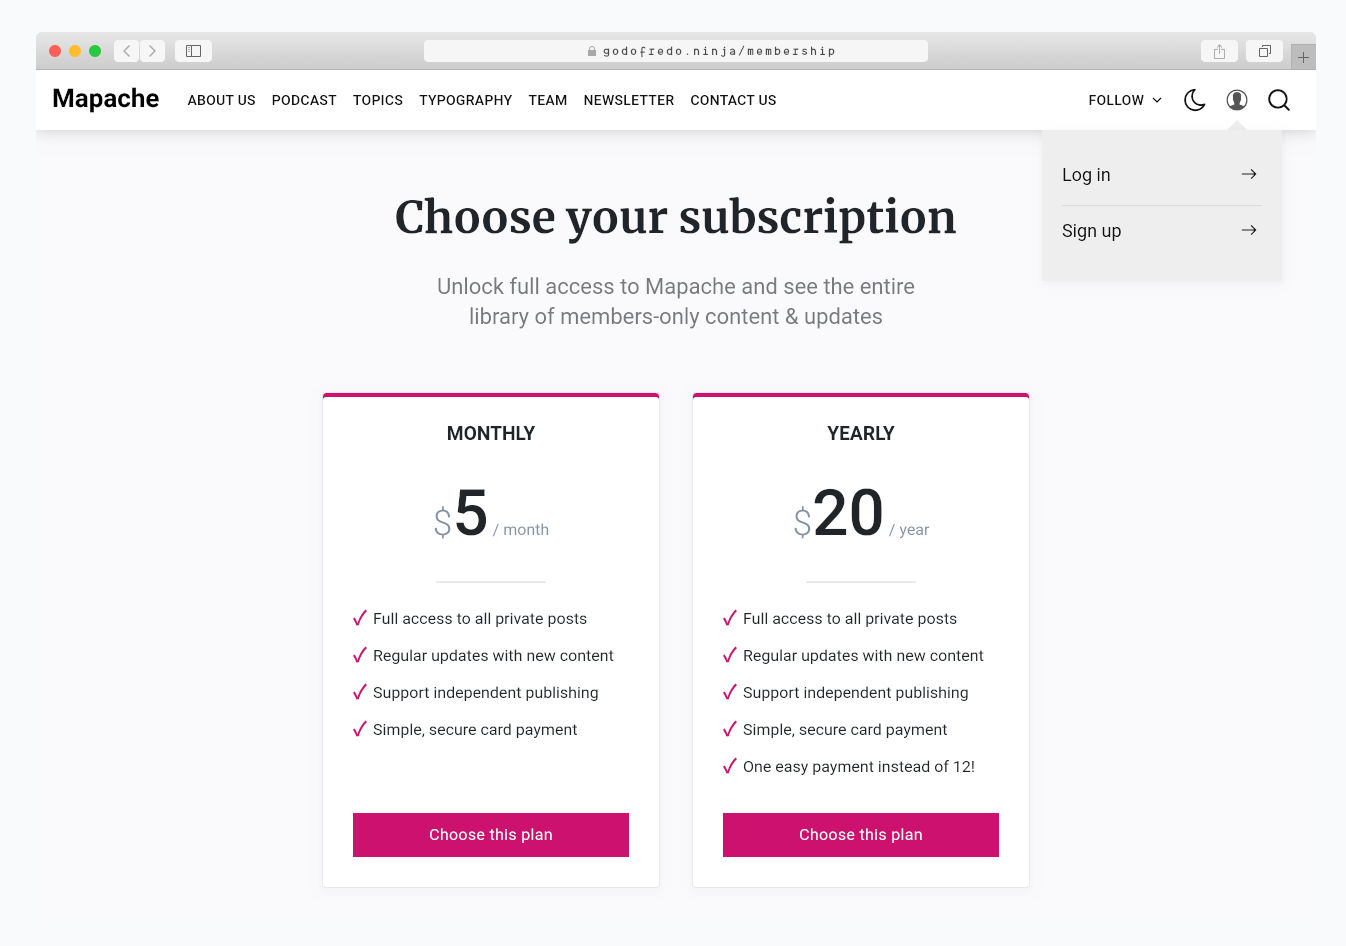 godofredo.ninja/membership
Mapache
ABOUT US PODCAST TOPICS TYPOGRAPHY TEAM NEWSLETTER CONTACT US
FOLLOW
Log in
Sign up
Choose your subscription
Unlock full access to Mapache and see the entire
library of members-only content & updates
MONTHLY
$5 / month
✓ Full access to all private posts
✓ Regular updates with new content
✓ Support independent publishing
✓ Simple, secure card payment
Choose this plan
YEARLY
$20 / year
✓ Full access to all private posts
✓ Regular updates with new content
✓ Support independent publishing
✓ Simple, secure card payment
✓ One easy payment instead of 12!
Choose this plan